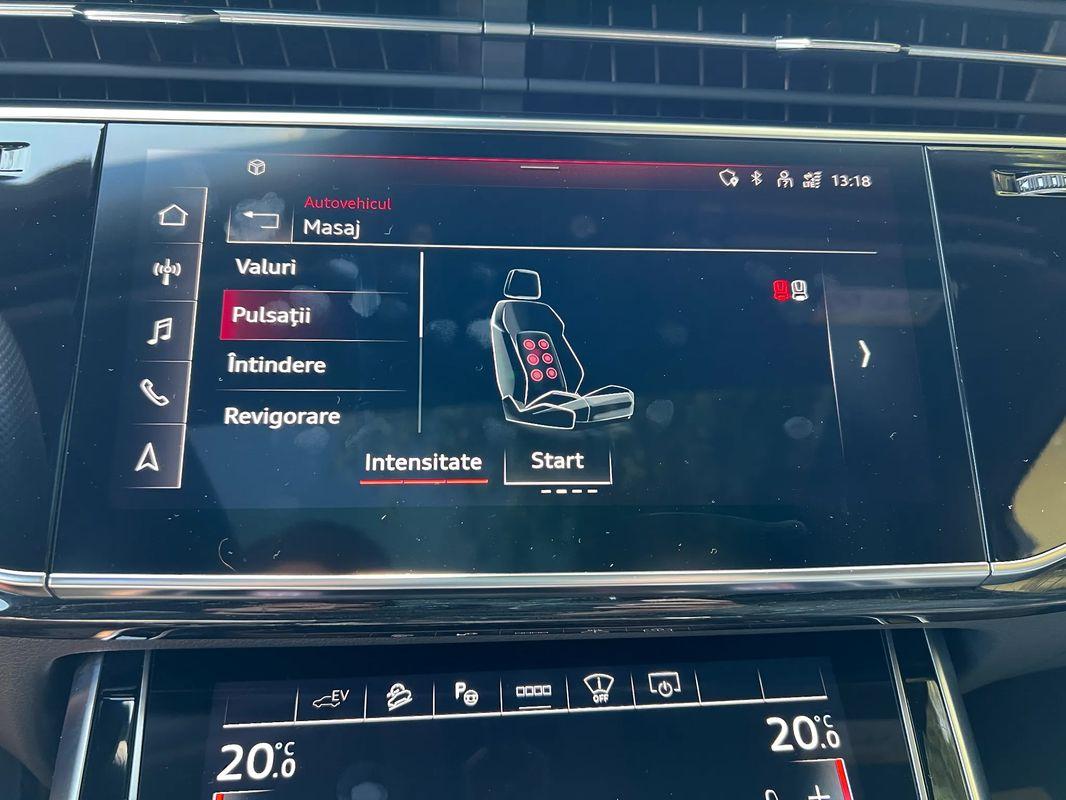 13:18
Autovehicul
Masaj
Valuri
Pulsații
Întindere
Revigorare
Intensitate
Start
EV
P
OFF
20.0°C
20.0°C